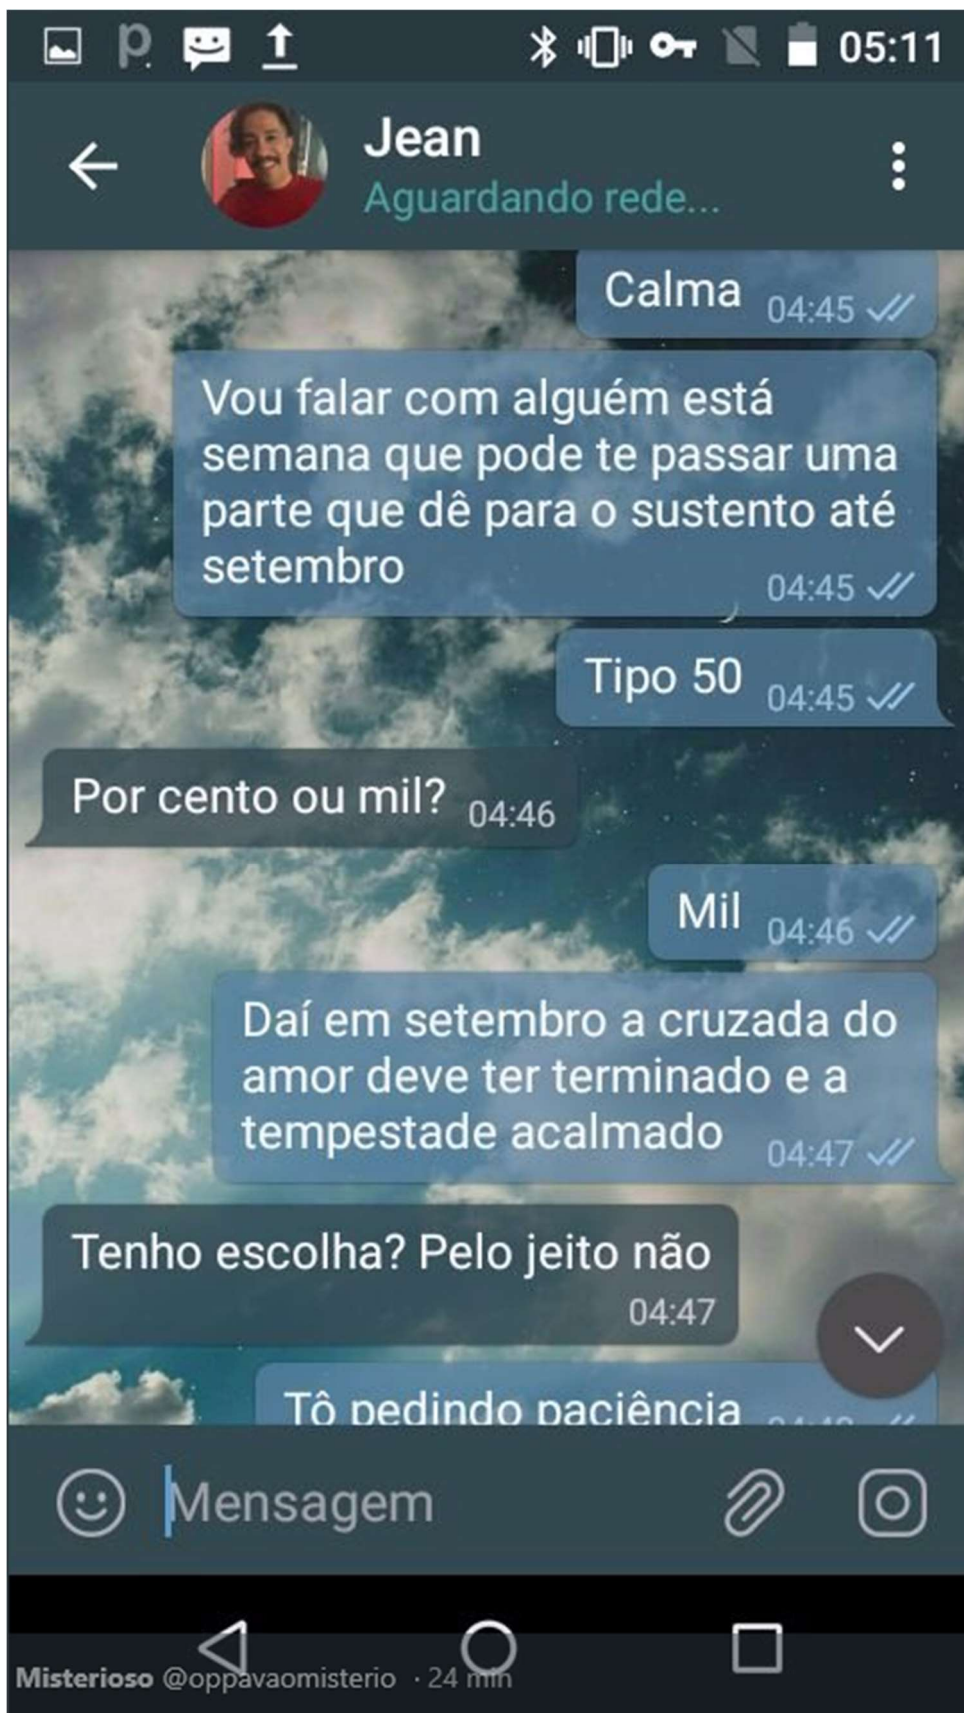 05:11
Jean
Aguardando rede...
Calma 04:45
Vou falar com alguém está
semana que pode te passar uma
parte que dê para o sustento até
setembro
04:45
Tipo 50 04:45
Por cento ou mil? 04:46
Mil 04:46
Daí em setembro a cruzada do
amor deve ter terminado e a
tempestade acalmado 04:47
Tenho escolha? Pelo jeito não
04:47
Tô pedindo paciência
Mensagem
Misterioso @oppavaomisterio · 24 min